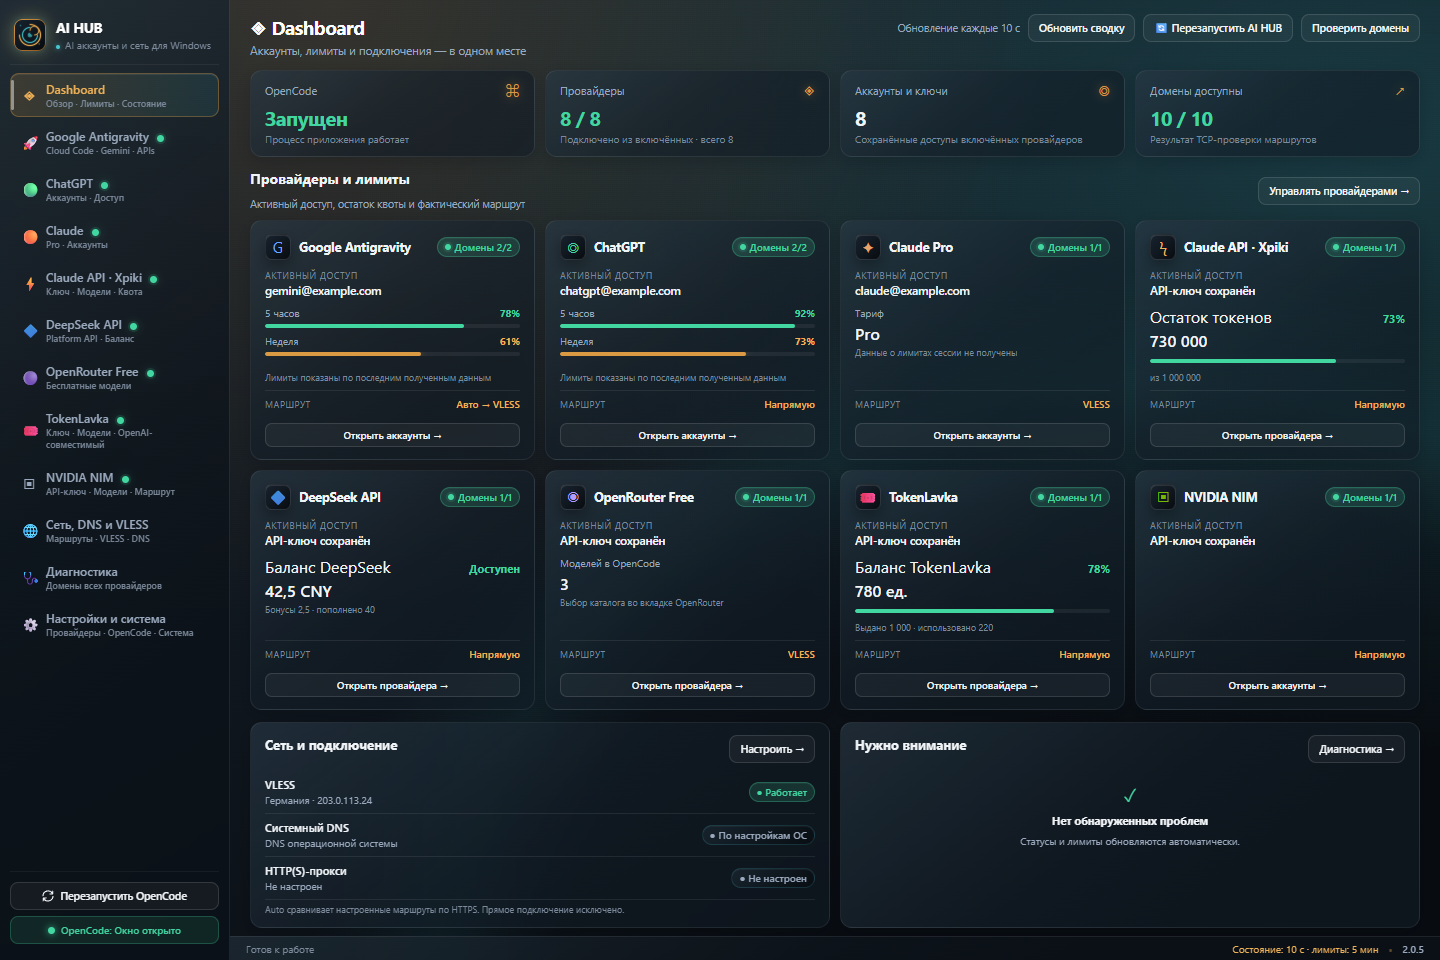 AI HUB
AI аккаунты и сеть для Windows
Dashboard
Обзор · Лимиты · Состояние
Google Antigravity
Cloud Code · Gemini · APIs
ChatGPT
Аккаунты · Доступ
Claude
Pro · Аккаунты
Claude API · Xpiki
Ключ · Модели · Квота
DeepSeek API
Platform API · Баланс
OpenRouter Free
Бесплатные модели
TokenLavka
Ключ · Модели · OpenAI-
совместимый
NVIDIA NIM
API-ключ · Модели · Маршрут
Сеть, DNS и VLESS
Маршруты · VLESS · DNS
Диагностика
Домены всех провайдеров
Настройки и система
Провайдеры · OpenCode · Система
Перезапустить OpenCode
OpenCode: Окно открыто
Dashboard
Аккаунты, лимиты и подключения — в одном месте
Обновление каждые 10 с
Обновить сводку
Перезапустить AI HUB
Проверить домены
OpenCode
Запущен
Процесс приложения работает
Провайдеры
8 / 8
Подключено из включённых · всего 8
Аккаунты и ключи
8
Сохранённые доступы включённых провайдеров
Домены доступны
10 / 10
Результат TCP-проверки маршрутов
Провайдеры и лимиты
Активный доступ, остаток квоты и фактический маршрут
Управлять провайдерами →
Google Antigravity
Домены 2/2
АКТИВНЫЙ ДОСТУП
gemini@example.com
5 часов 78%
Неделя 61%
Лимиты показаны по последним полученным данным
МАРШРУТ Авто → VLESS
Открыть аккаунты →
ChatGPT
Домены 2/2
АКТИВНЫЙ ДОСТУП
chatgpt@example.com
5 часов 92%
Неделя 73%
Лимиты показаны по последним полученным данным
МАРШРУТ Напрямую
Открыть аккаунты →
Claude Pro
Домены 1/1
АКТИВНЫЙ ДОСТУП
claude@example.com
Тариф
Pro
Данные о лимитах сессии не получены
МАРШРУТ VLESS
Открыть аккаунты →
Claude API · Xpiki
Домены 1/1
АКТИВНЫЙ ДОСТУП
API-ключ сохранён
Остаток токенов 73%
730 000
из 1 000 000
МАРШРУТ Напрямую
Открыть провайдера →
DeepSeek API
Домены 1/1
АКТИВНЫЙ ДОСТУП
API-ключ сохранён
Баланс DeepSeek Доступен
42,5 CNY
Бонусы 2,5 · пополнено 40
МАРШРУТ Напрямую
Открыть провайдера →
OpenRouter Free
Домены 1/1
АКТИВНЫЙ ДОСТУП
API-ключ сохранён
Моделей в OpenCode
3
Выбор каталога во вкладке OpenRouter
МАРШРУТ VLESS
Открыть провайдера →
TokenLavka
Домены 1/1
АКТИВНЫЙ ДОСТУП
API-ключ сохранён
Баланс TokenLavka 78%
780 ед.
Выдано 1 000 · использовано 220
МАРШРУТ Напрямую
Открыть провайдера →
NVIDIA NIM
Домены 1/1
АКТИВНЫЙ ДОСТУП
API-ключ сохранён
МАРШРУТ Напрямую
Открыть аккаунты →
Сеть и подключение
Настроить →
VLESS
Германия · 203.0.113.24
Работает
Системный DNS
DNS операционной системы
По настройкам ОС
HTTP(S)-прокси
Не настроен
Не настроен
Auto сравнивает настроенные маршруты по HTTPS. Прямое подключение исключено.
Нужно внимание
Диагностика →
Нет обнаруженных проблем
Статусы и лимиты обновляются автоматически.
Готов к работе
Состояние: 10 с · лимиты: 5 мин • 2.0.5